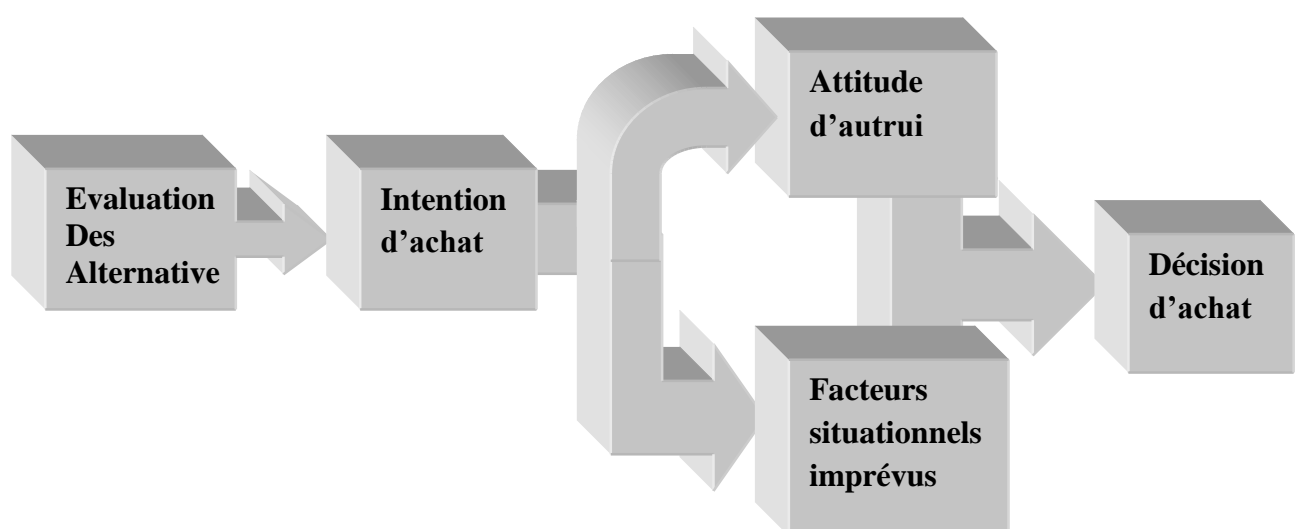 Evaluation
Des
Alternative
Intention
d’achat
Attitude
d’autrui
Facteurs
situationnels
imprévus
Décision
d’achat